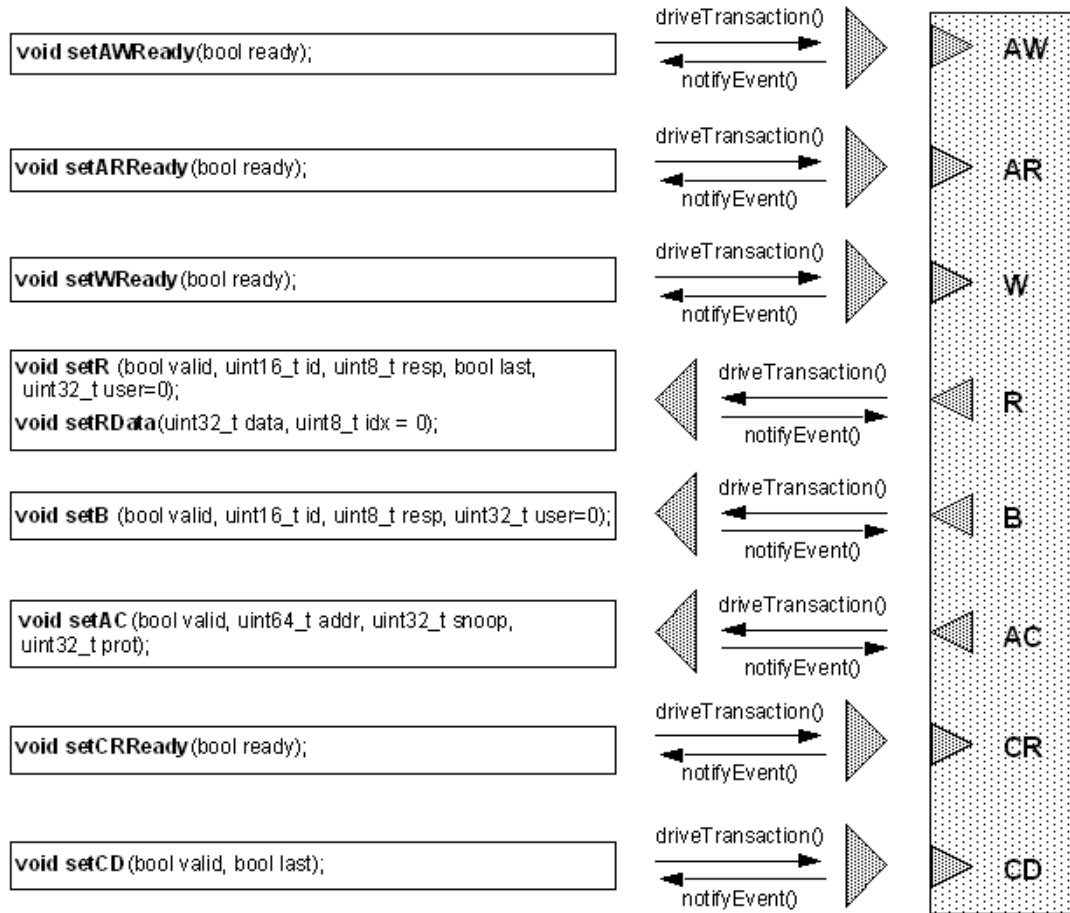 driveTransaction()
void setAWReady(bool ready);
notifyEvent()
AW
driveTransaction()
void setARReady(bool ready);
notifyEvent()
AR
driveTransaction()
void setWReady(bool ready);
notifyEvent()
W
void setR (bool valid, uint16_t id, uint8_t resp, bool last,
uint32_t user=0);
void setRData(uint32_t data, uint8_t idx = 0);
driveTransaction()
notifyEvent()
R
void setB (bool valid, uint16_t id, uint8_t resp, uint32_t user=0);
driveTransaction()
notifyEvent()
B
void setAC (bool valid, uint64_t addr, uint32_t snoop,
uint32_t prot);
driveTransaction()
notifyEvent()
AC
driveTransaction()
void setCRReady(bool ready);
notifyEvent()
CR
driveTransaction()
void setCD(bool valid, bool last);
notifyEvent()
CD